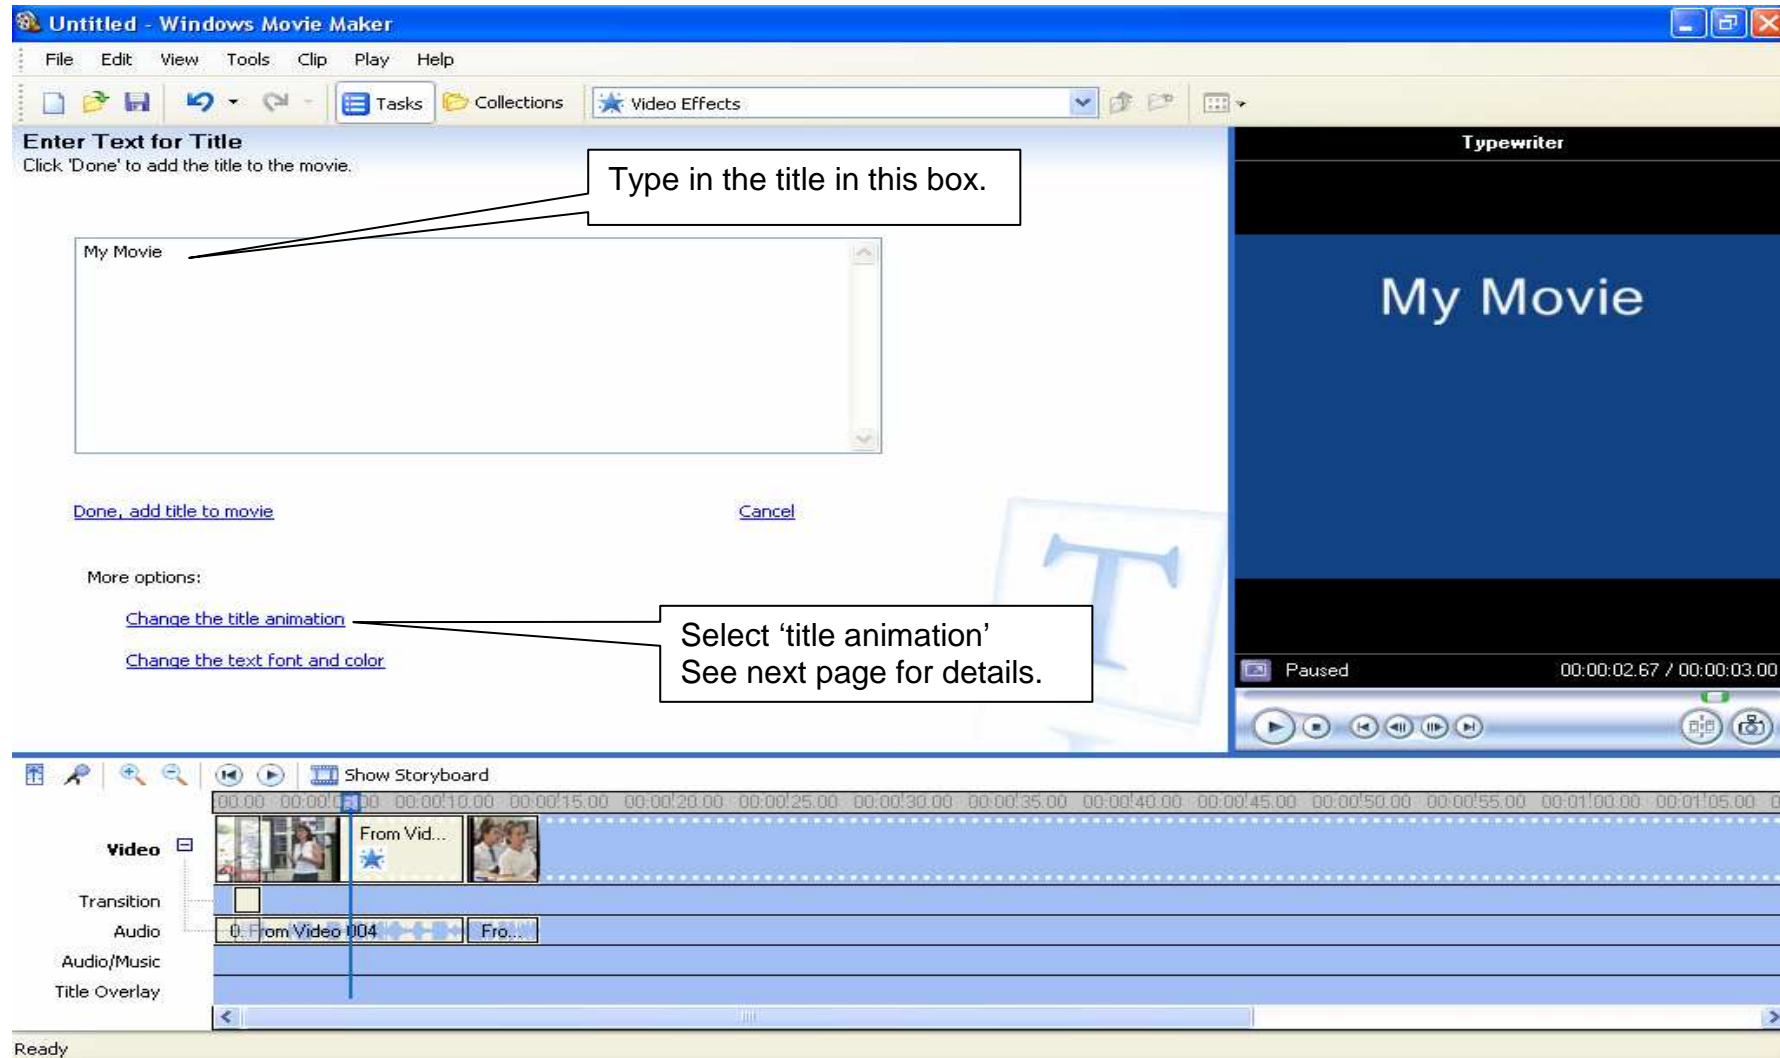 Untitled - Windows Movie Maker
File Edit View Tools Clip Play Help
Tasks Collections Video Effects
Enter Text for Title
Click 'Done' to add the title to the movie.
Type in the title in this box.
My Movie
Done, add title to movie Cancel
More options:
Change the title animation
Change the text font and color
Select ‘title animation’
See next page for details.
Typewriter
My Movie
Paused 00:00:02.67 / 00:00:03.00
Show Storyboard
00:00:10.00 00:00:15.00 00:00:20.00 00:00:25.00 00:00:30.00 00:00:35.00 00:00:40.00 00:00:45.00 00:00:50.00 00:00:55.00 00:01:00.00 00:01:05.00
Video From Vid...
Transition
Audio 0. From Video 004 Fro...
Audio/Music
Title Overlay
Ready